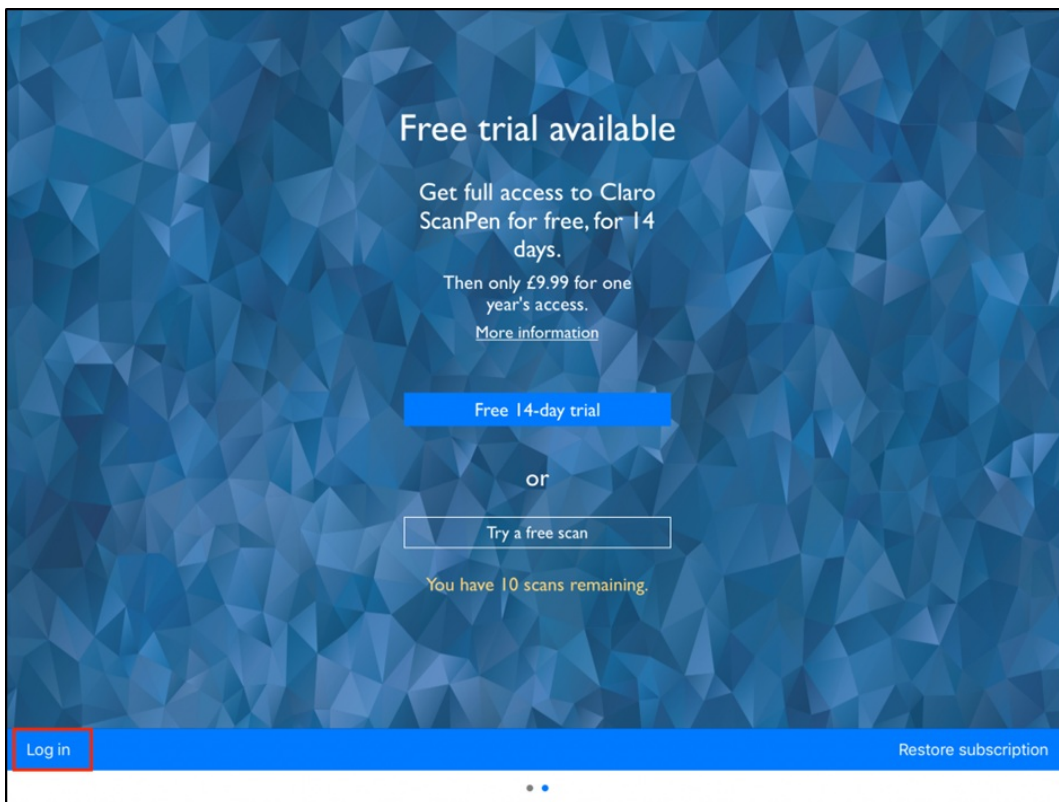 Free trial available
Get full access to Claro
ScanPen for free, for 14
days.
Then only £9.99 for one
year's access.
More information
Free 14-day trial
or
Try a free scan
You have 10 scans remaining.
Log in
Restore subscription